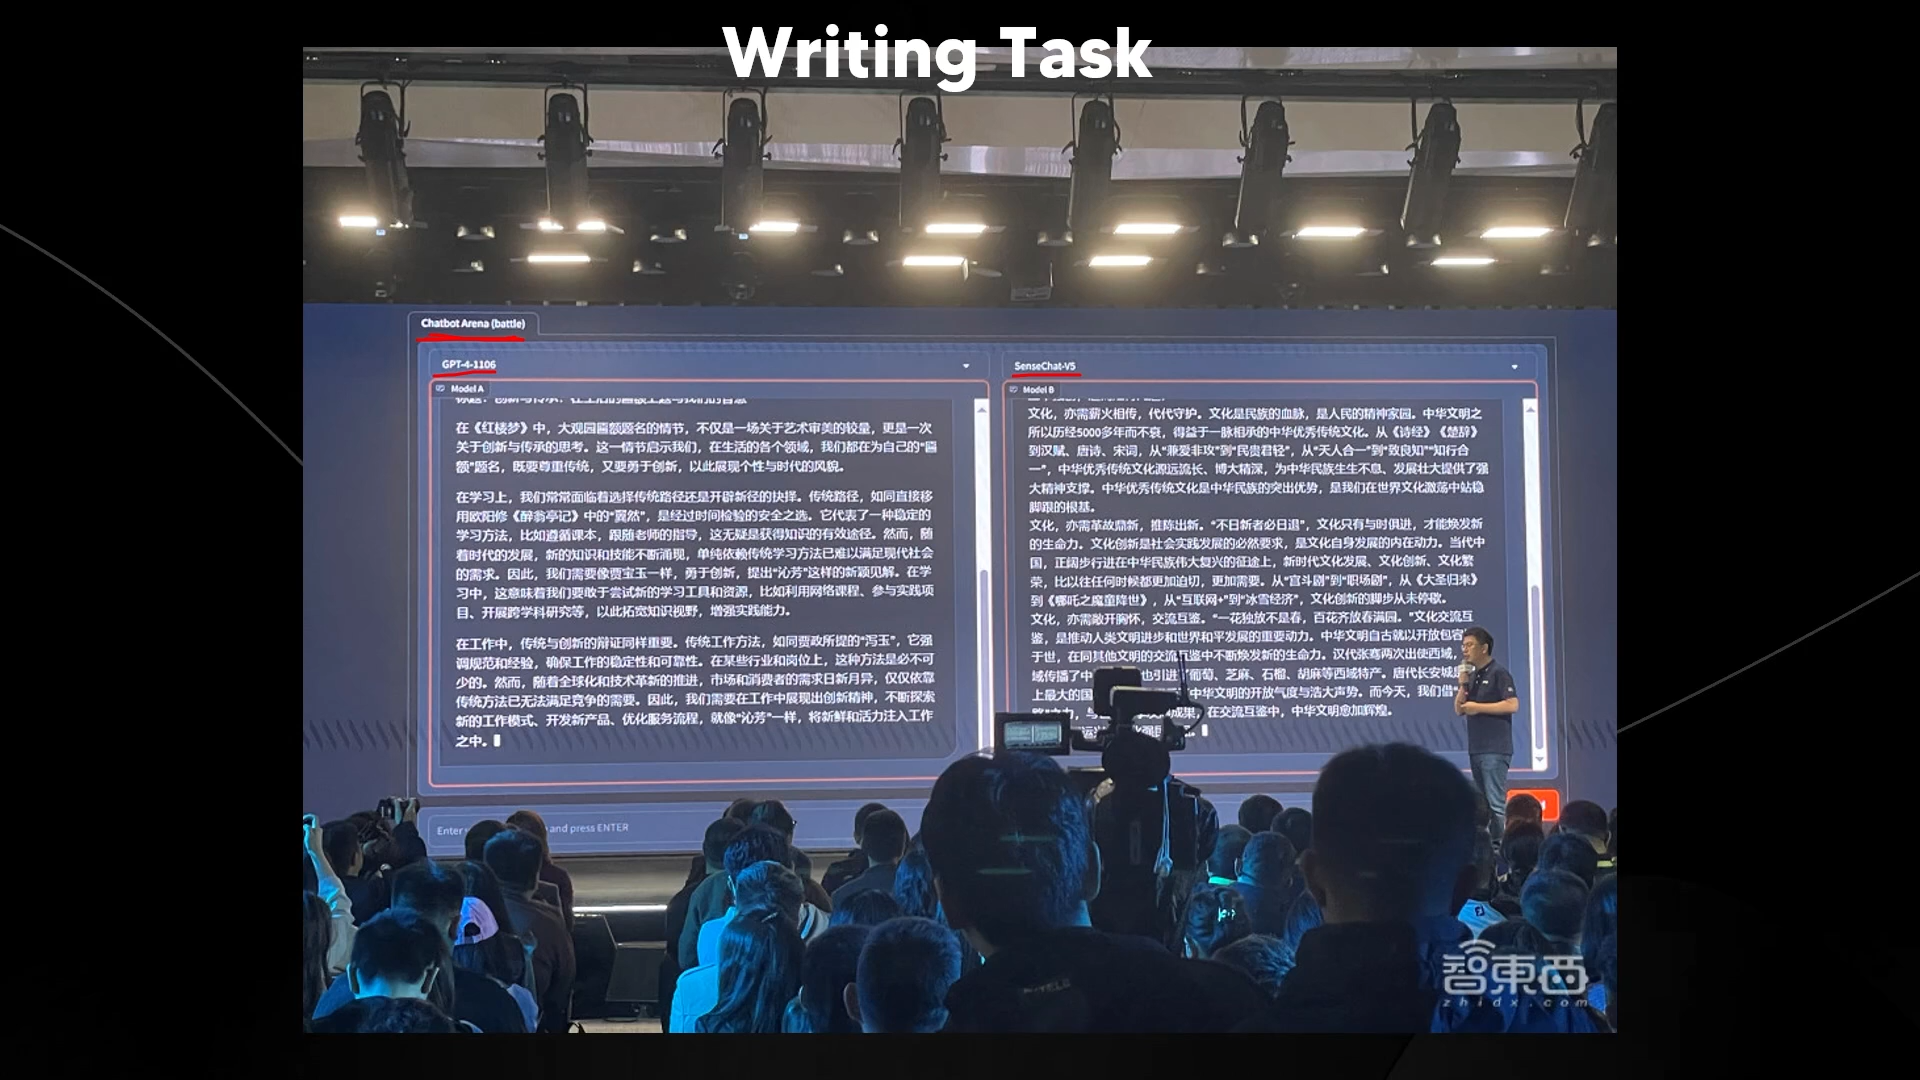 Writing Task
Chatbot Arena (battle)
GPT-4-1106
Model A
在《红楼梦》中，大观园匾额题名的情节，不仅是一场关于艺术审美的较量，更是一次
关于创新与传承的思考。这一情节启示我们，在生活的各个领域，我们都在为自己的“匾
额”题名，既要尊重传统，又要勇于创新，以此展现个性与时代的风貌。
在学习上，我们常常面临着选择传统路径还是开辟新径的抉择。传统路径，如同直接移
用欧阳修《醉翁亭记》中的“翼然”，是经过时间检验的安全之选。它代表了一种稳定的
学习方法，比如遵循课本，跟随老师的指导，这无疑是获得知识的有效途径。然而，随
着时代的发展，新的知识和技能不断涌现，单纯依赖传统学习方法已难以满足现代社会
的需求。因此，我们需要像贾宝玉一样，勇于创新，提出“沁芳”这样的新颖见解。在学
习中，这意味着我们要敢于尝试新的学习工具和资源，比如利用网络课程、参与实践项
目、开展跨学科研究等，以此拓宽知识视野，增强实践能力。
在工作中，传统与创新的辩证同样重要。传统工作方法，如同贾政所提的“泻玉”，它强
调规范和经验，确保工作的稳定性和可靠性。在某些行业和岗位上，这种方法是必不可
少的。然而，随着全球化和技术革新的推进，市场和消费者的需求日新月异，仅仅依靠
传统方法已无法满足竞争的需要。因此，我们需要在工作中展现出创新精神，不断探索
新的工作模式、开发新产品、优化服务流程，就像“沁芳”一样，将新鲜和活力注入工作
之中。
SenseChat-V5
Model B
文化，亦需薪火相传，代代守护。文化是民族的血脉，是人民的精神家园。中华文明之
所以历经5000多年而不衰，得益于一脉相承的中华优秀传统文化。从《诗经》《楚辞》
到汉赋、唐诗、宋词，从“兼爱非攻”到“民贵君轻”，从“天人合一”到“致良知”“知行合
一”，中华优秀传统文化源远流长、博大精深，为中华民族生生不息、发展壮大提供了强
大精神支撑。中华优秀传统文化是中华民族的突出优势，是我们在世界文化激荡中站稳
脚跟的根基。
文化，亦需革故鼎新，推陈出新。“不日新者必日退”，文化只有与时俱进，才能焕发新
的生命力。文化创新是社会实践发展的必然要求，是文化自身发展的内在动力。当代中
国，正阔步行进在中华民族伟大复兴的征途上，新时代文化发展、文化创新、文化繁
荣，比以往任何时候都更加迫切，更加需要。从“宫斗剧”到“职场剧”，从《大圣归来》
到《哪吒之魔童降世》，从“互联网+”到“冰雪经济”，文化创新的脚步从未停歇。
文化，亦需敞开胸怀，交流互鉴。“一花独放不是春，百花齐放春满园。”文化交流互
鉴，是推动人类文明进步和世界和平发展的重要动力。中华文明自古就以开放包容
于世，在同其他文明的交流互鉴中不断焕发新的生命力。汉代张骞两次出使西域，
域传播了中 也引进 葡萄、芝麻、石榴、胡麻等西域特产。唐代长安城
上最大的国 中华文明的开放气度与浩大声势。而今天，我们借“
成果，在交流互鉴中，中华文明愈加辉煌。
Enter and press ENTER
智東西
zhidx.com